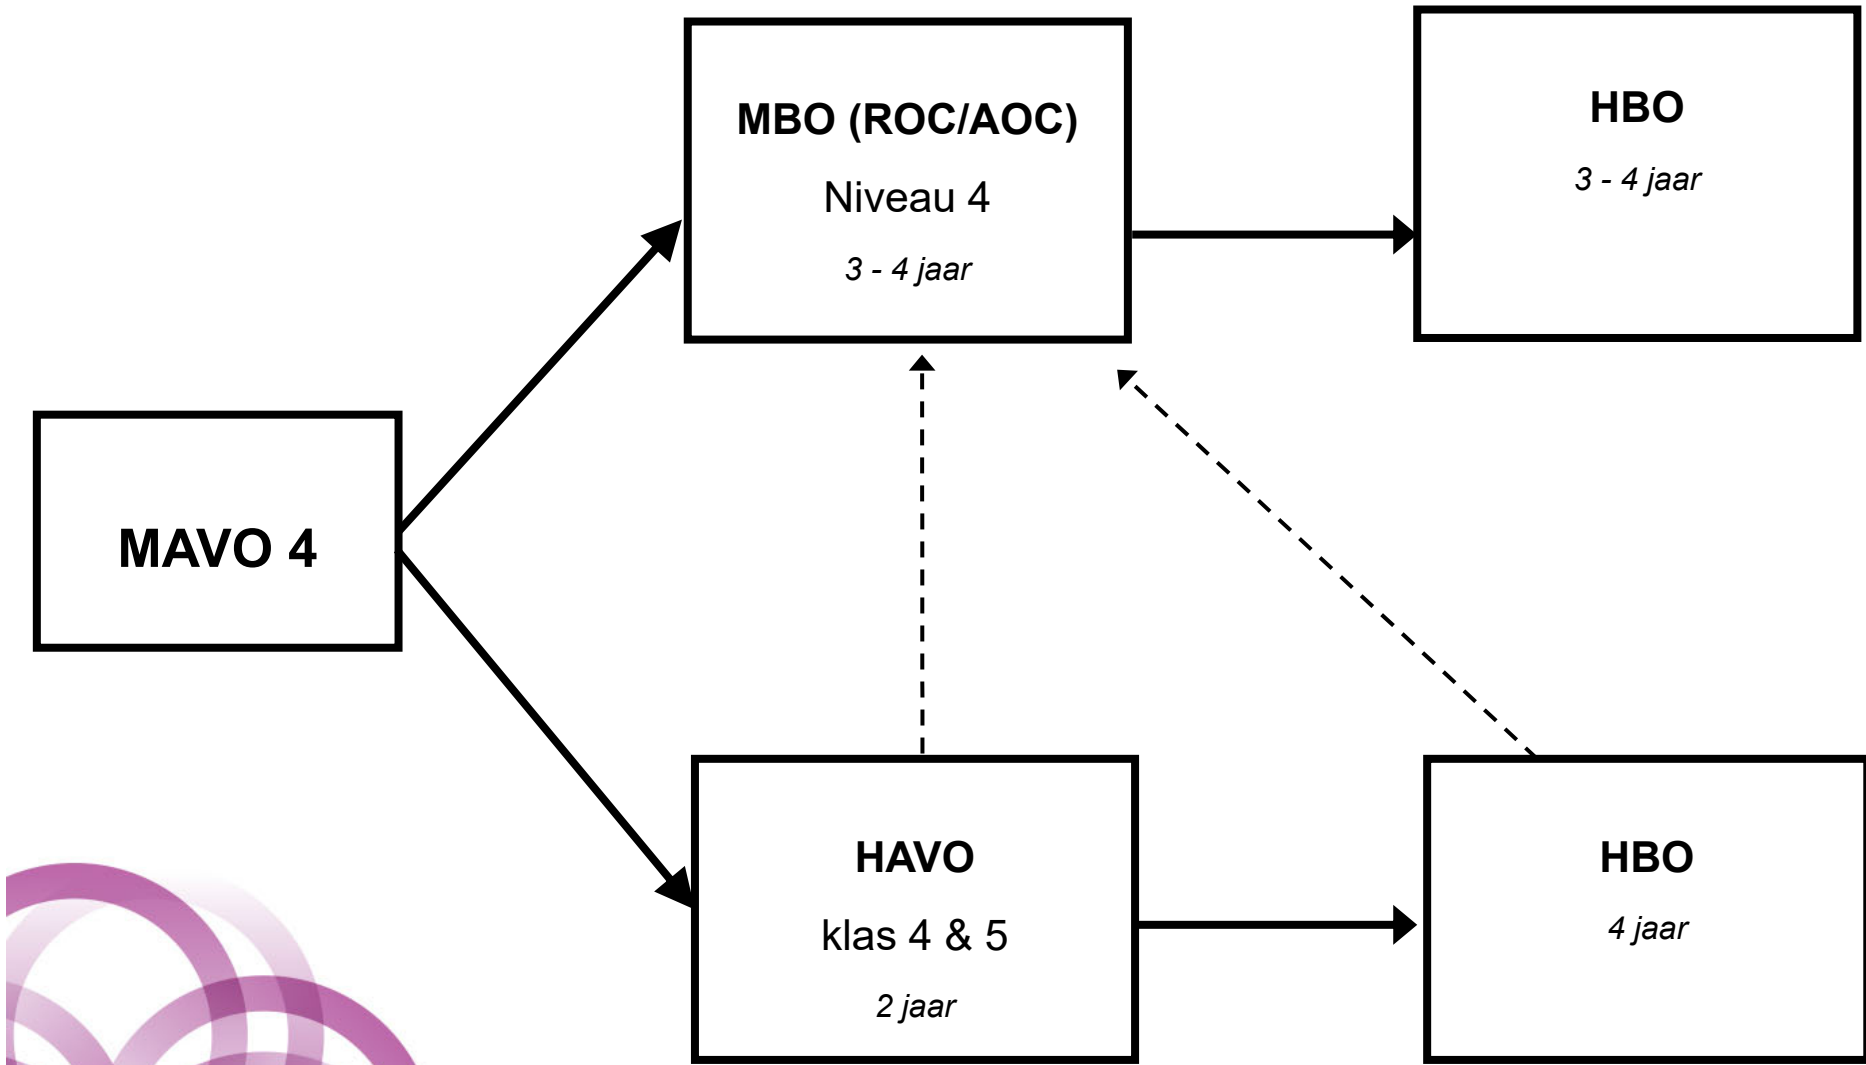 MBO (ROC/AOC)
Niveau 4
3 - 4 jaar
HBO
3 - 4 jaar
MAVO 4
HAVO
klas 4 & 5
2 jaar
HBO
4 jaar